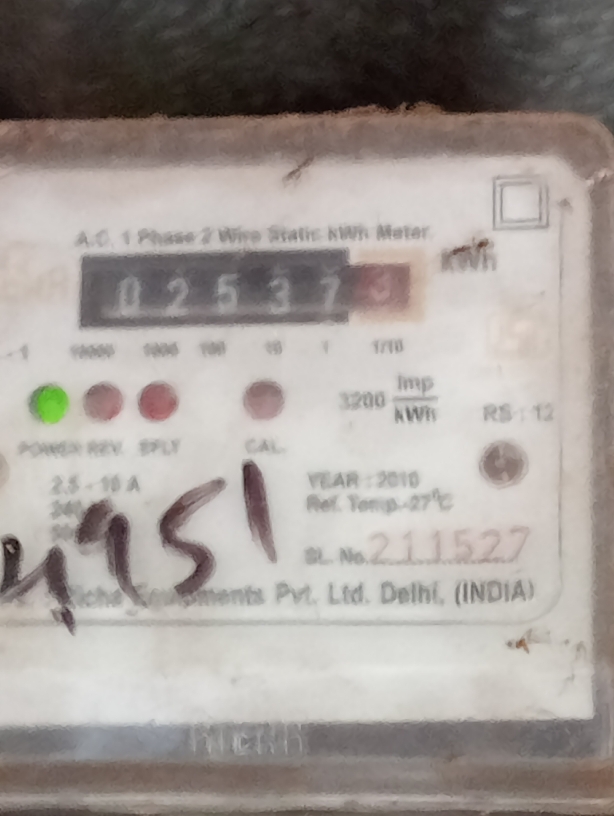 A.C. 1 Phase 2 Wire Static kWh Meter
kWh
0 2 5 3 7 3
10000 1000 100 10 1 1/10
3200 Imp/kWh
RS : 12
POWER REV. EFLT CAL.
2.5 - 10 A
YEAR : 2010
Ref. Temp.-27°C
SL. No. 211527
4951
Pvt. Ltd. Delhi. (INDIA)